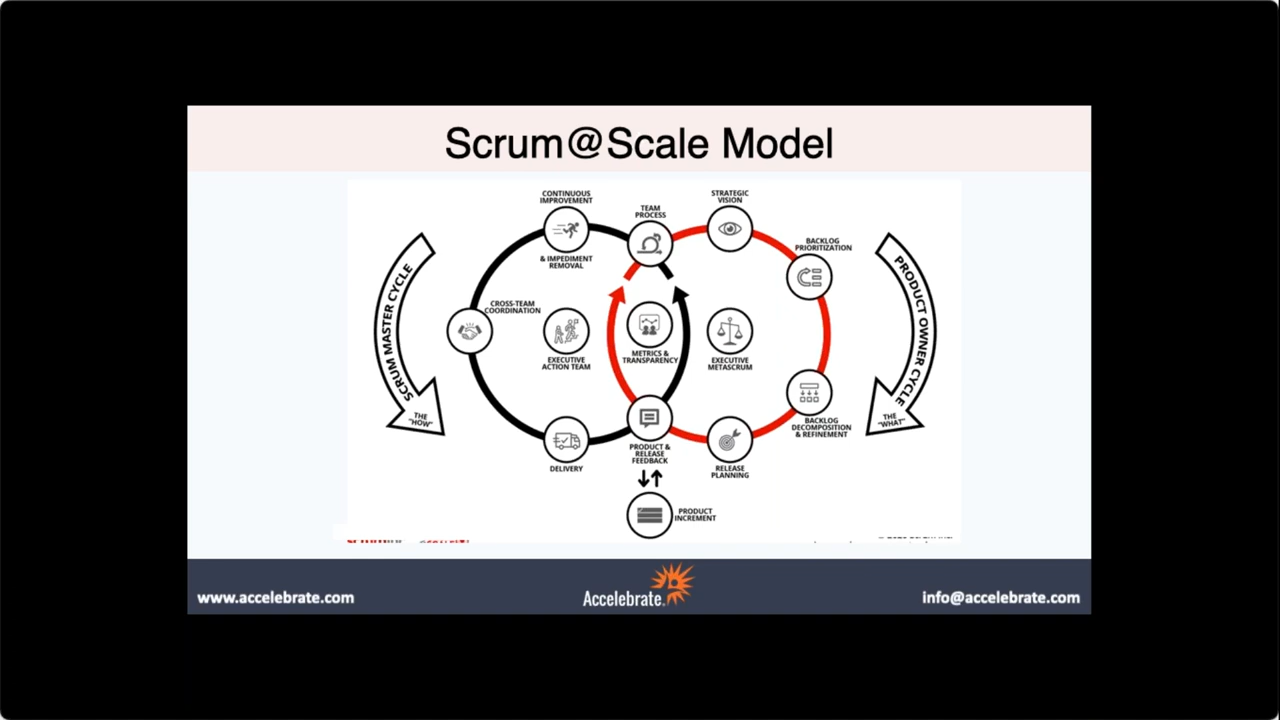 Scrum@Scale Model
CONTINUOUS
IMPROVEMENT
& IMPEDIMENT
REMOVAL
TEAM
PROCESS
STRATEGIC
VISION
BACKLOG
PRIORITIZATION
SCRUM MASTER CYCLE
THE
"HOW"
CROSS-TEAM
COORDINATION
EXECUTIVE
ACTION TEAM
METRICS &
TRANSPARENCY
EXECUTIVE
METASCRUM
PRODUCT OWNER CYCLE
THE
"WHAT"
BACKLOG
DECOMPOSITION
& REFINEMENT
DELIVERY
PRODUCT &
RELEASE
FEEDBACK
RELEASE
PLANNING
PRODUCT
INCREMENT
www.accelebrate.com
Accelebrate
info@accelebrate.com